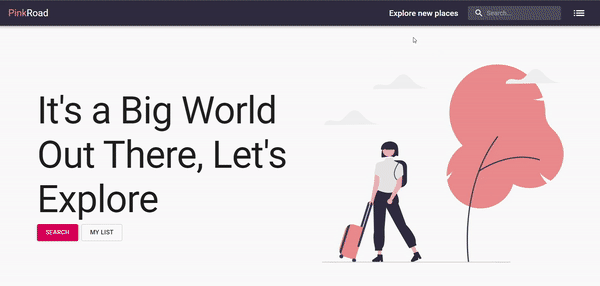 PinkRoad
Explore new places
Search...
It's a Big World
Out There, Let's
Explore
SEARCH
MY LIST